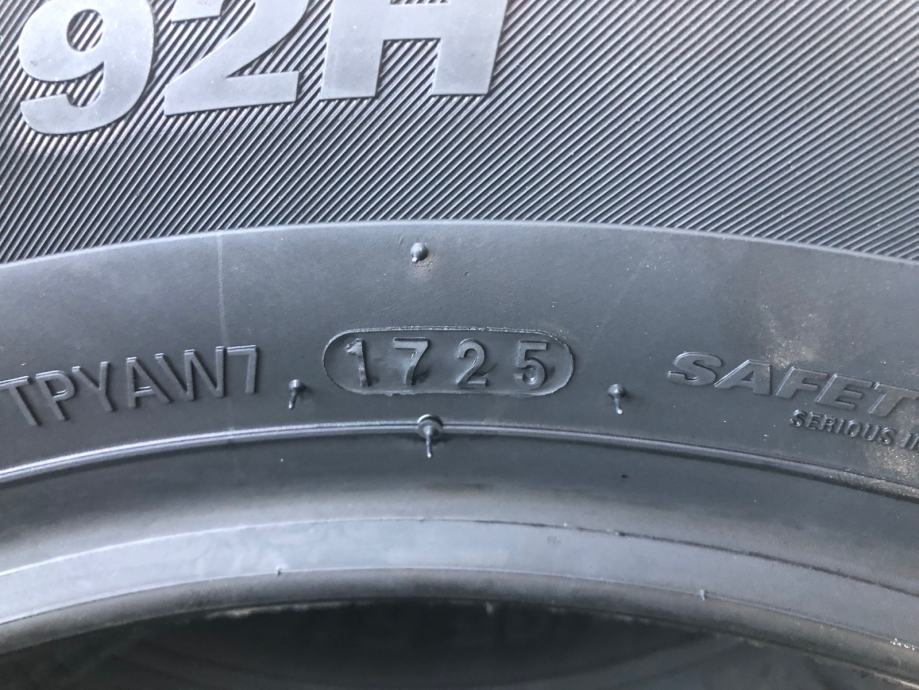 92H
TPYAW7
1725
SAFET
SERIOUS